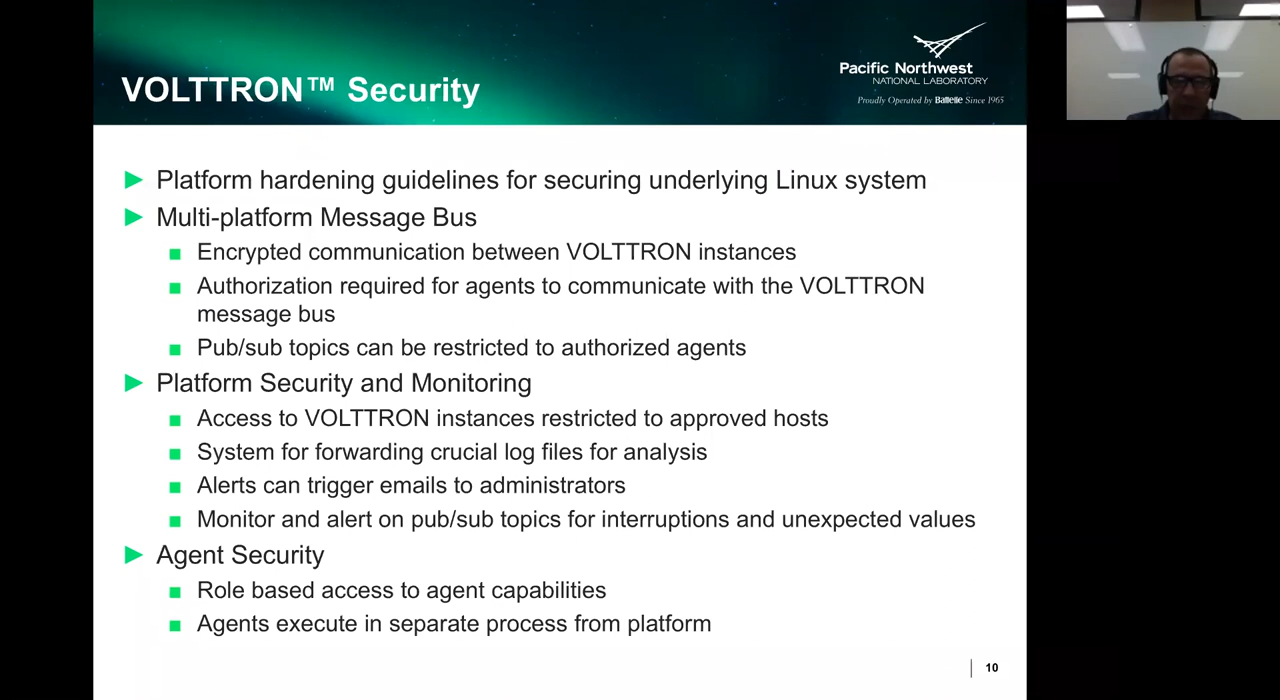 VOLTTRON™ Security
Pacific Northwest
NATIONAL LABORATORY
Proudly Operated by Battelle Since 1965
Platform hardening guidelines for securing underlying Linux system
Multi-platform Message Bus
Encrypted communication between VOLTTRON instances
Authorization required for agents to communicate with the VOLTTRON
message bus
Pub/sub topics can be restricted to authorized agents
Platform Security and Monitoring
Access to VOLTTRON instances restricted to approved hosts
System for forwarding crucial log files for analysis
Alerts can trigger emails to administrators
Monitor and alert on pub/sub topics for interruptions and unexpected values
Agent Security
Role based access to agent capabilities
Agents execute in separate process from platform
10